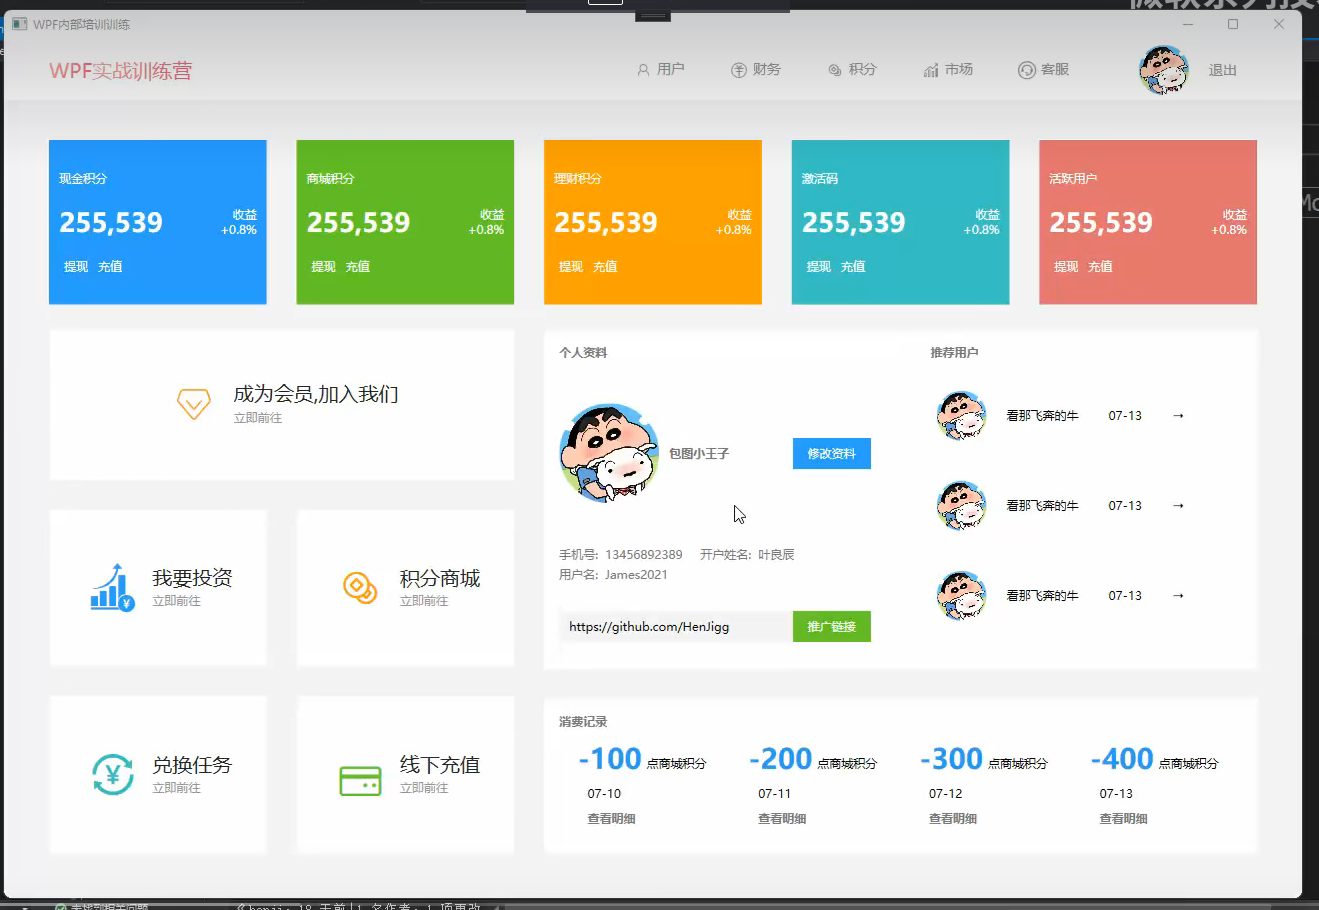 WPF内部培训训练
WPF实战训练营
用户 财务 积分 市场 客服 退出
现金积分
255,539
收益
+0.8%
提现 充值
商城积分
255,539
收益
+0.8%
提现 充值
理财积分
255,539
收益
+0.8%
提现 充值
激活码
255,539
收益
+0.8%
提现 充值
活跃用户
255,539
收益
+0.8%
提现 充值
成为会员,加入我们
立即前往
我要投资
立即前往
积分商城
立即前往
兑换任务
立即前往
线下充值
立即前往
个人资料
包图小王子
修改资料
手机号: 13456892389 开户姓名: 叶良辰
用户名: James2021
https://github.com/HenJigg
推广链接
推荐用户
看那飞奔的牛 07-13 →
看那飞奔的牛 07-13 →
看那飞奔的牛 07-13 →
消费记录
-100 点商城积分
07-10
查看明细
-200 点商城积分
07-11
查看明细
-300 点商城积分
07-12
查看明细
-400 点商城积分
07-13
查看明细